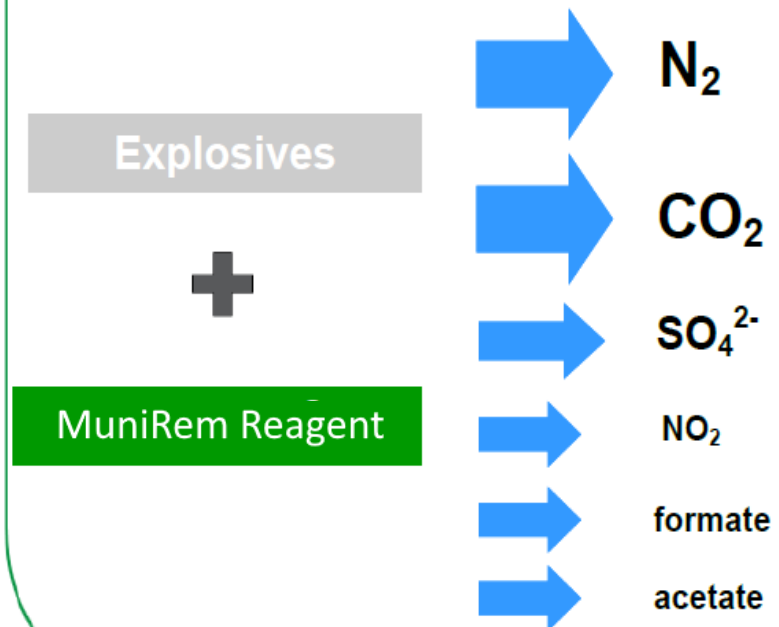 N₂
Explosives
CO₂
SO₄²⁻
MuniRem Reagent
NO₂
formate
acetate